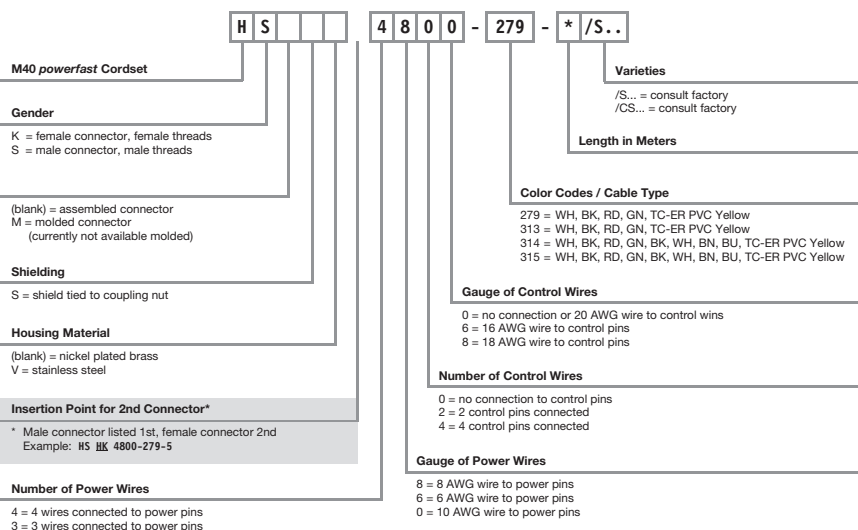 H S 4 8 0 0 - 279 - * /S..
M40 powerfast Cordset
Gender
K = female connector, female threads
S = male connector, male threads
(blank) = assembled connector
M = molded connector
(currently not available molded)
Shielding
S = shield tied to coupling nut
Housing Material
(blank) = nickel plated brass
V = stainless steel
Insertion Point for 2nd Connector*
* Male connector listed 1st, female connector 2nd
Example: HS HK 4800-279-5
Number of Power Wires
4 = 4 wires connected to power pins
3 = 3 wires connected to power pins
Varieties
/S... = consult factory
/CS... = consult factory
Length in Meters
Color Codes / Cable Type
279 = WH, BK, RD, GN, TC-ER PVC Yellow
313 = WH, BK, RD, GN, TC-ER PVC Yellow
314 = WH, BK, RD, GN, BK, WH, BN, BU, TC-ER PVC Yellow
315 = WH, BK, RD, GN, BK, WH, BN, BU, TC-ER PVC Yellow
Gauge of Control Wires
0 = no connection or 20 AWG wire to control wins
6 = 16 AWG wire to control pins
8 = 18 AWG wire to control pins
Number of Control Wires
0 = no connection to control pins
2 = 2 control pins connected
4 = 4 control pins connected
Gauge of Power Wires
8 = 8 AWG wire to power pins
6 = 6 AWG wire to power pins
0 = 10 AWG wire to power pins